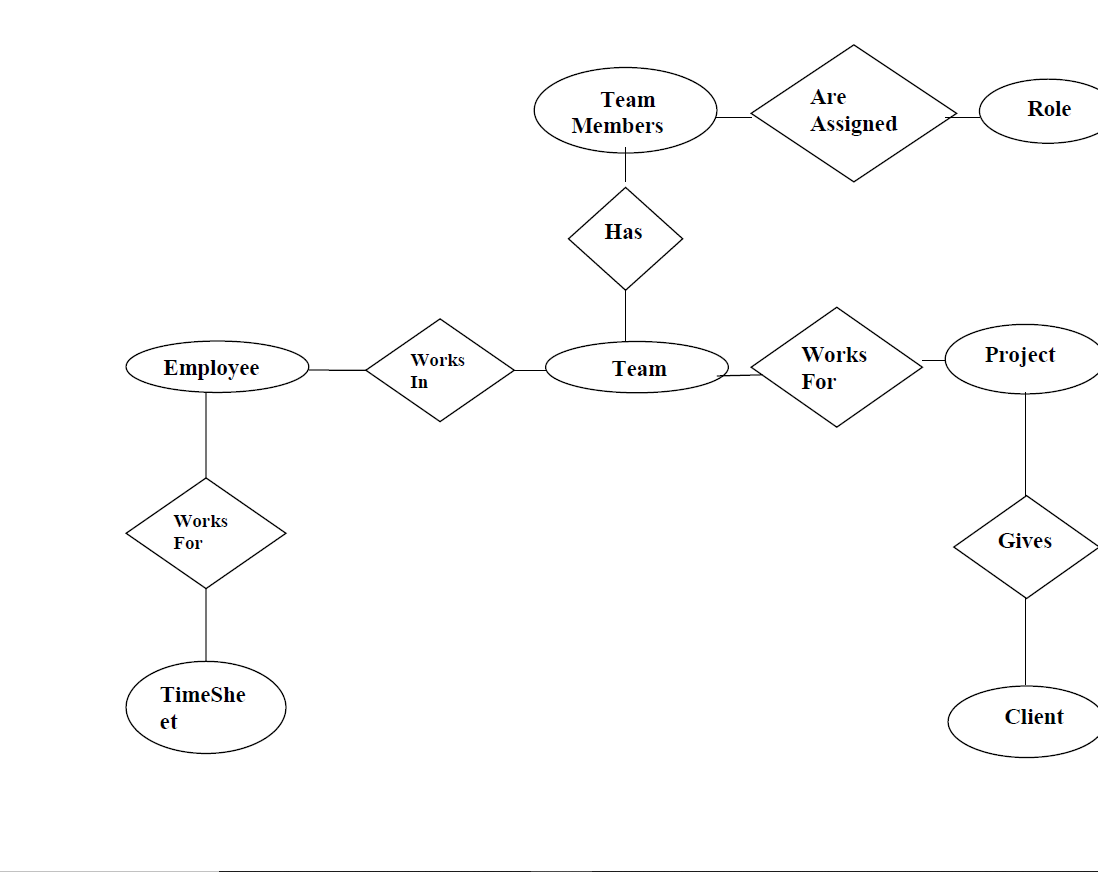 Team
Members
Are
Assigned
Role
Has
Employee
Works
In
Team
Works
For
Project
Works
For
Gives
TimeShe
et
Client